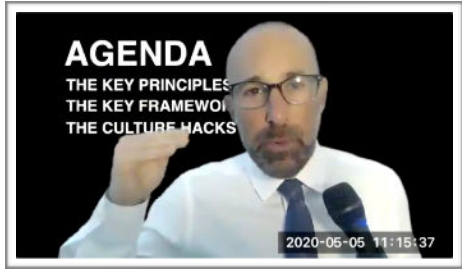 AGENDA
THE KEY PRINCIPLES
THE KEY
THE CULTURE HACKS
2020-05-05 11:15:37